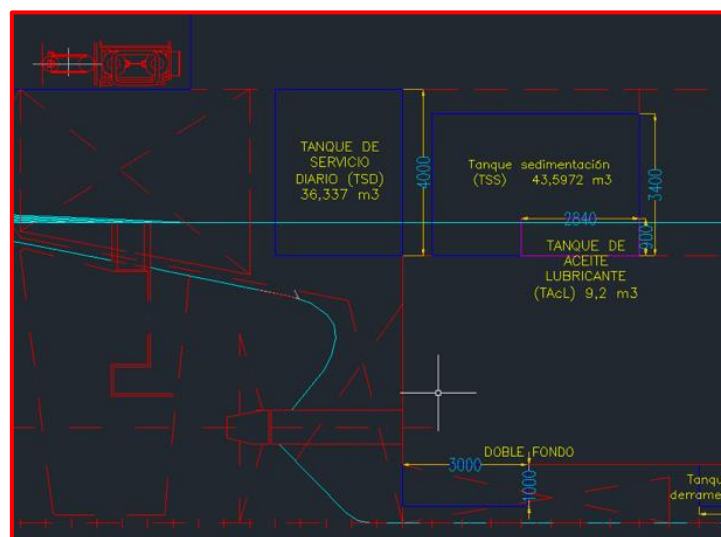 TANQUE DE
SERVICIO
DIARIO (TSD)
36,337 m3
4000
Tanque sedimentación
(TSS) 43,5972 m3
3400
2840
900
TANQUE DE
ACEITE
LUBRICANTE
(TAcL) 9,2 m3
DOBLE FONDO
3000
1000
Tanqu
derrame